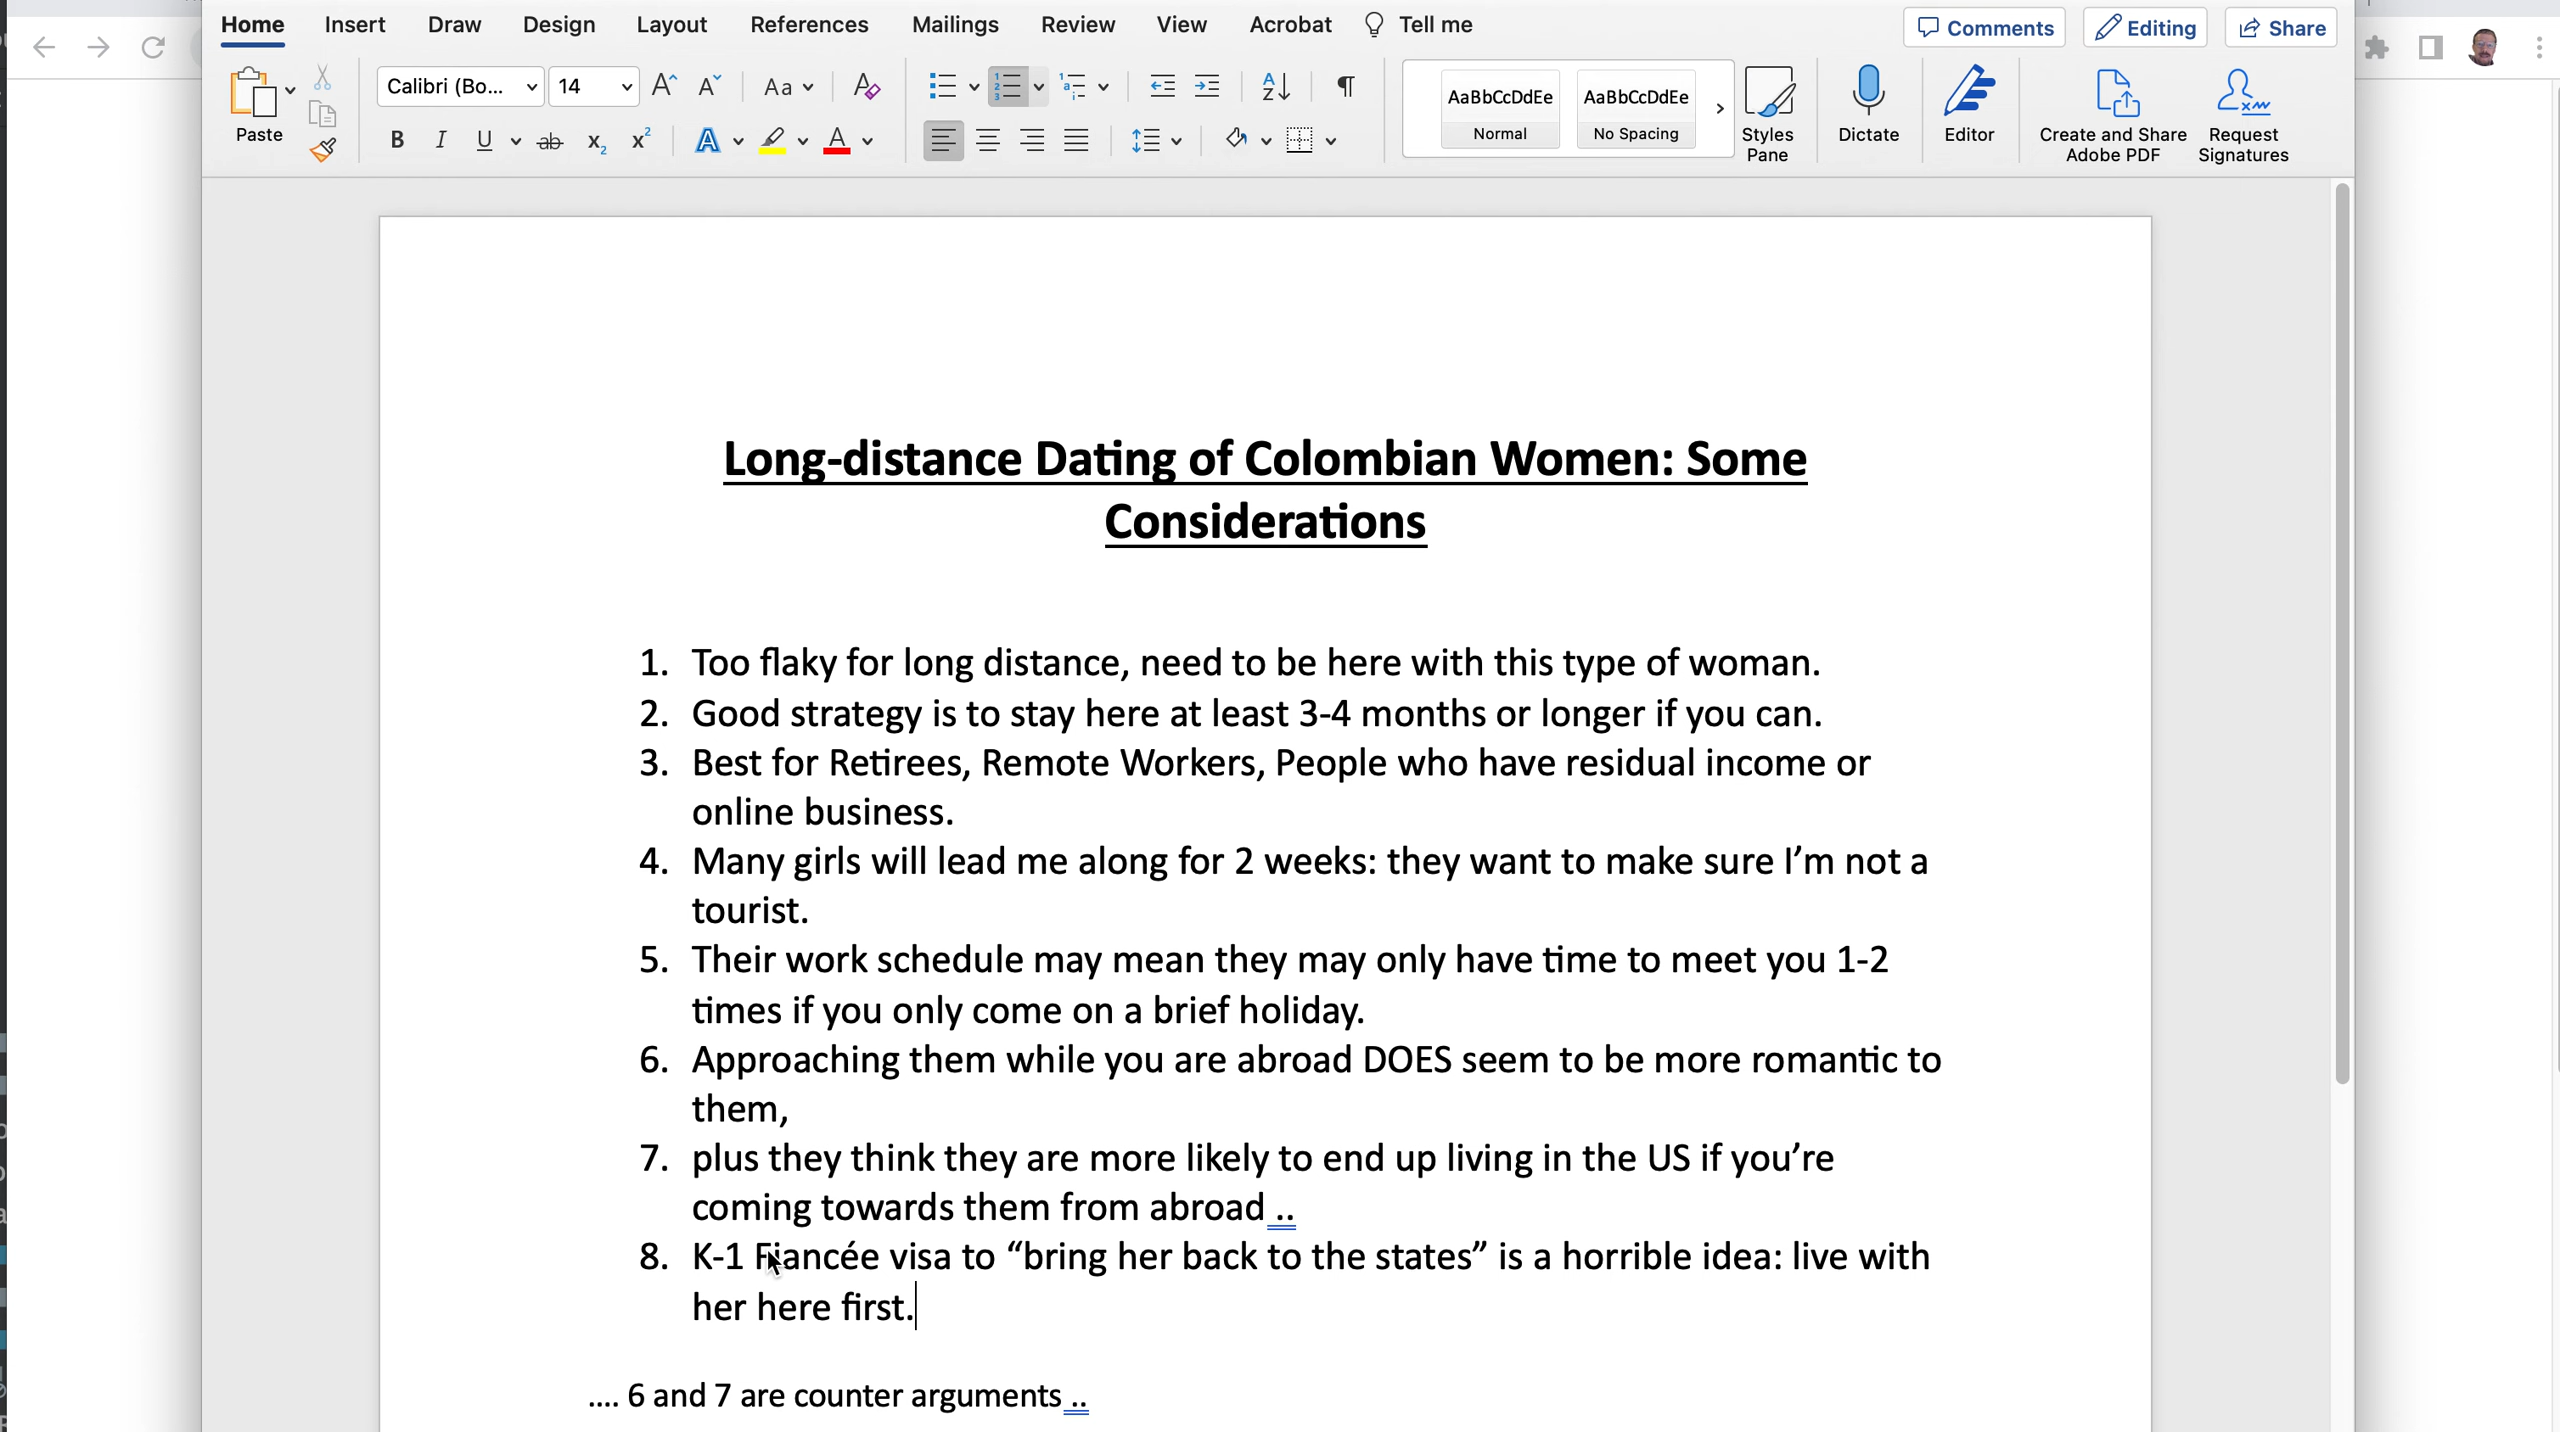 Home Insert Draw Design Layout References Mailings Review View Acrobat Tell me Comments Editing Share
Paste
Calibri (Bo... 14
AaBbCcDdEe
Normal
AaBbCcDdEe
No Spacing
Styles
Pane
Dictate
Editor
Create and Share
Adobe PDF
Request
Signatures
Long-distance Dating of Colombian Women: Some
Considerations
1. Too flaky for long distance, need to be here with this type of woman.
2. Good strategy is to stay here at least 3-4 months or longer if you can.
3. Best for Retirees, Remote Workers, People who have residual income or
online business.
4. Many girls will lead me along for 2 weeks: they want to make sure I’m not a
tourist.
5. Their work schedule may mean they may only have time to meet you 1-2
times if you only come on a brief holiday.
6. Approaching them while you are abroad DOES seem to be more romantic to
them,
7. plus they think they are more likely to end up living in the US if you’re
coming towards them from abroad ..
8. K-1 Fiancée visa to “bring her back to the states” is a horrible idea: live with
her here first.
.... 6 and 7 are counter arguments ..